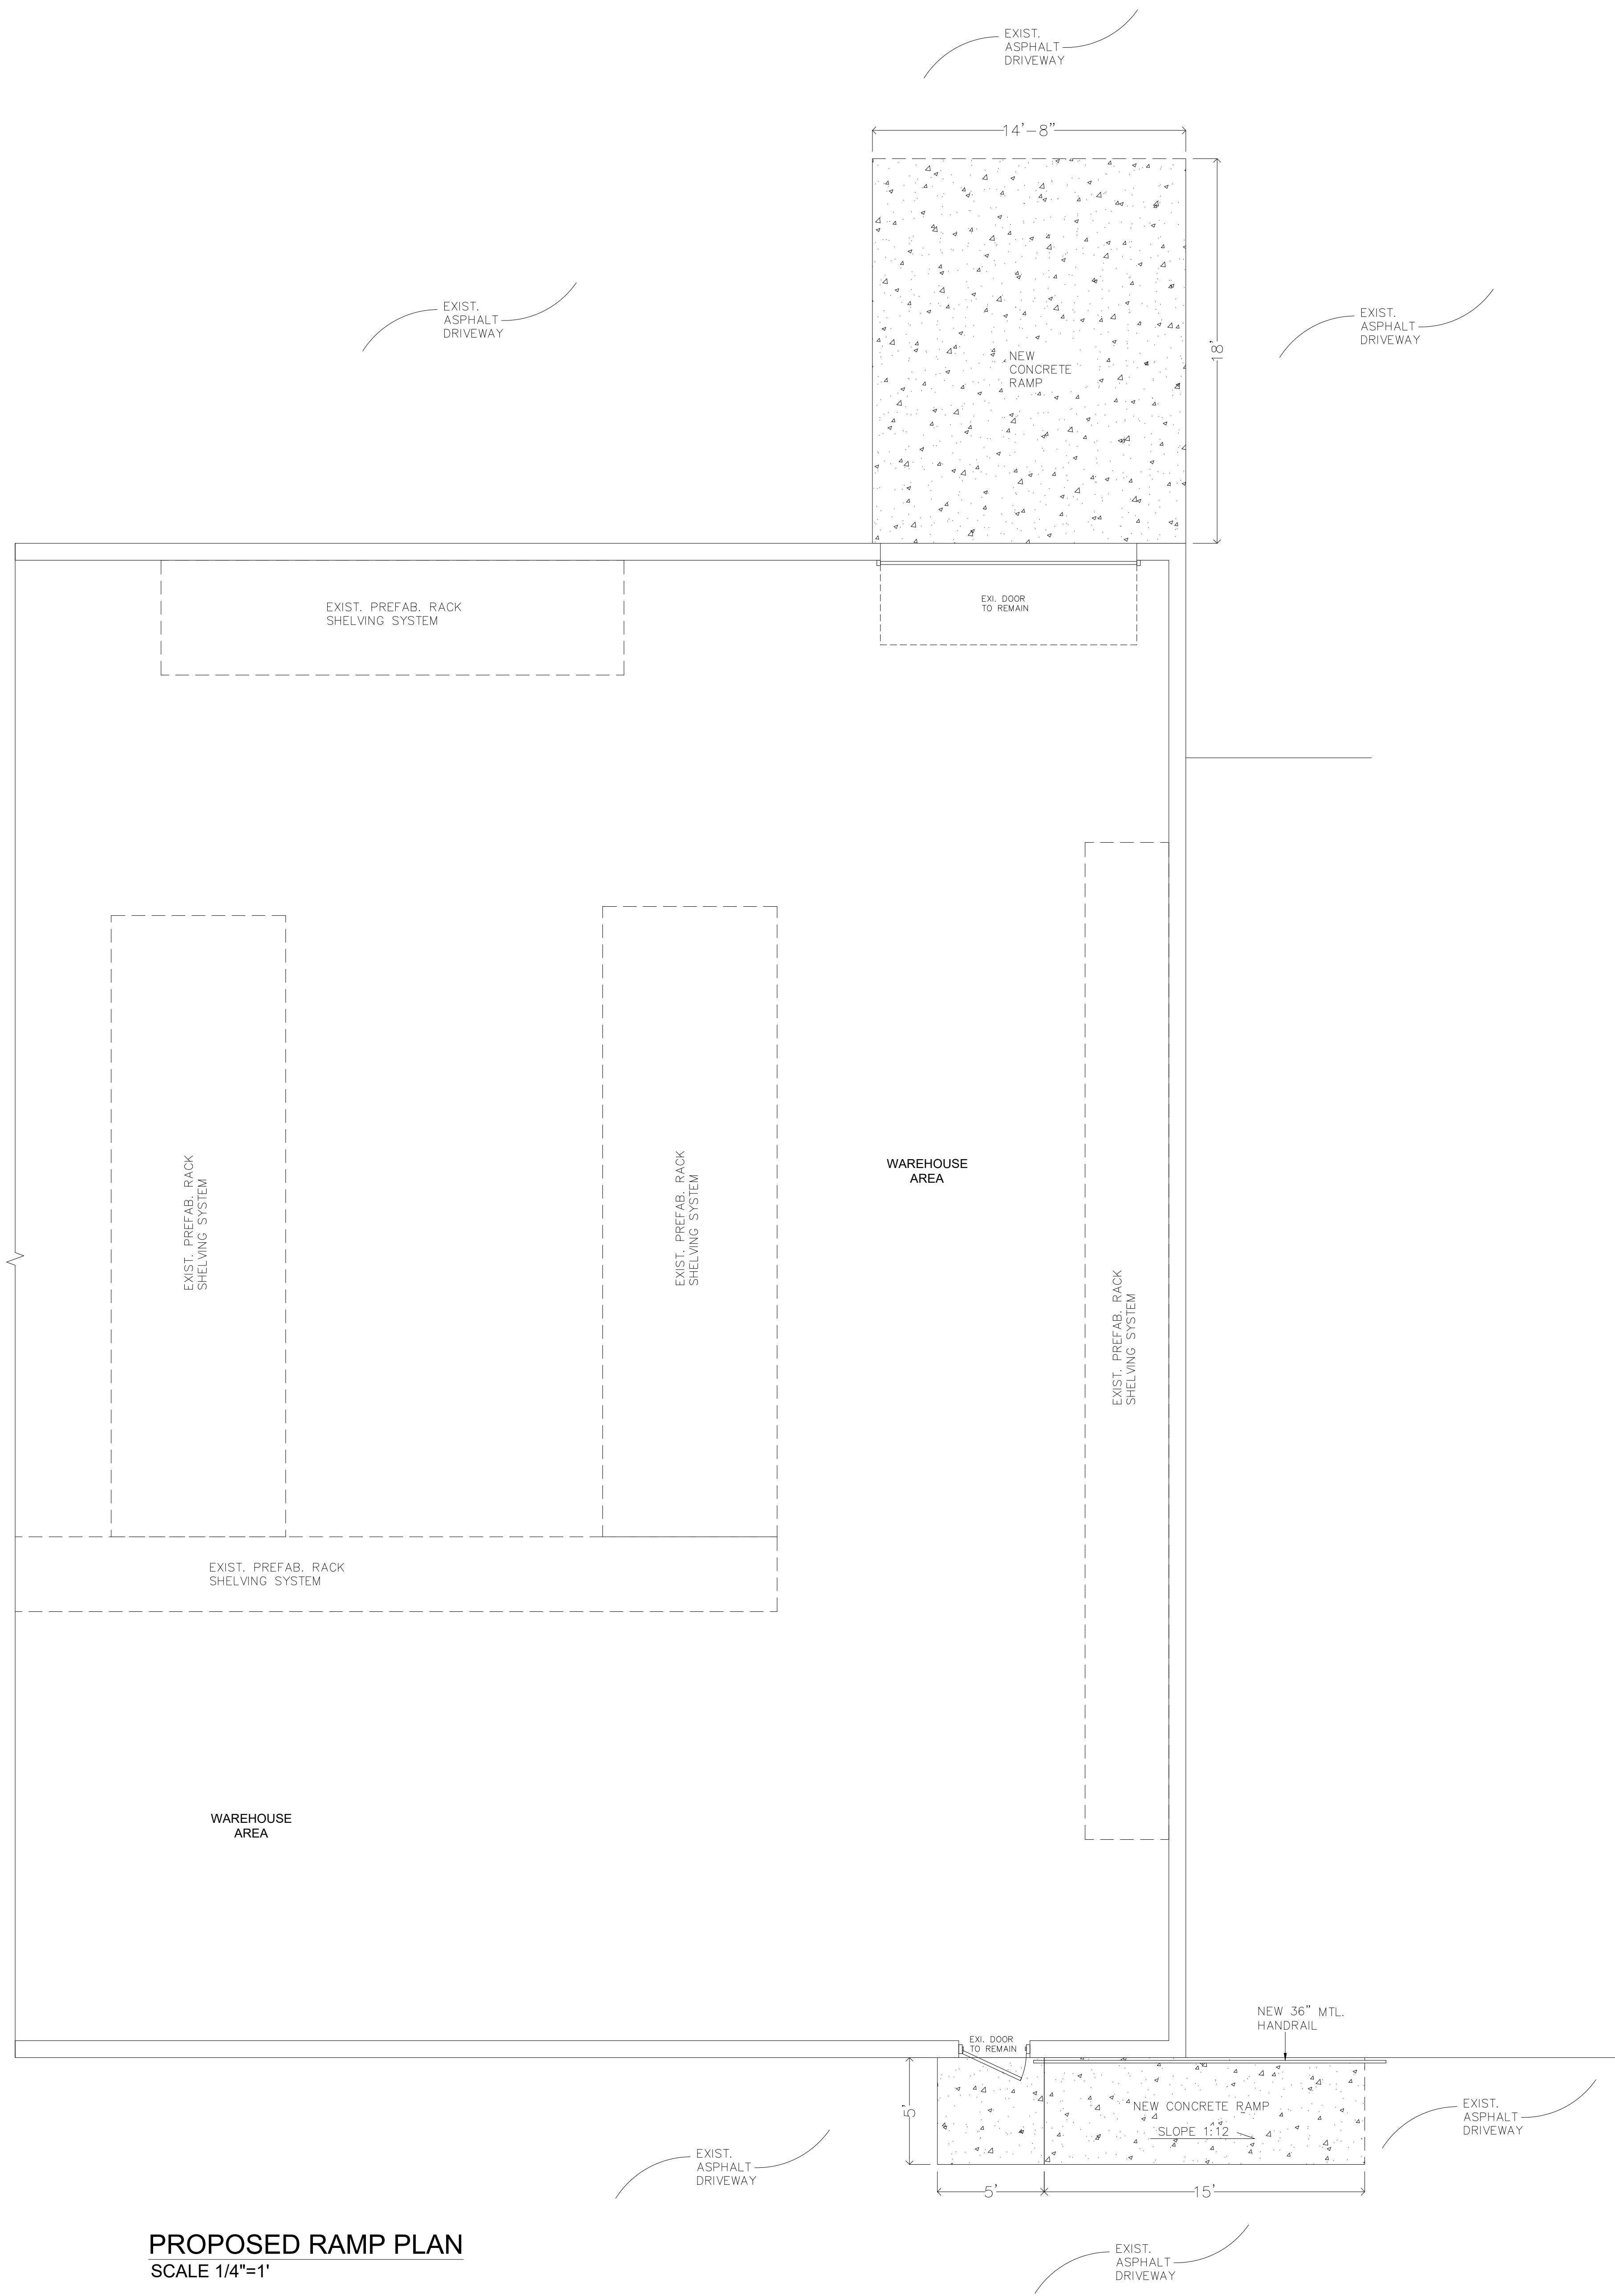 EXIST.
ASPHALT
DRIVEWAY
14'-8"
EXIST.
ASPHALT
DRIVEWAY
EXIST.
ASPHALT
DRIVEWAY
18'
NEW
CONCRETE
RAMP
EXIST. PREFAB. RACK
SHELVING SYSTEM
EXI. DOOR
TO REMAIN
EXIST. PREFAB. RACK
SHELVING SYSTEM
EXIST. PREFAB. RACK
SHELVING SYSTEM
WAREHOUSE
AREA
EXIST. PREFAB. RACK
SHELVING SYSTEM
EXIST. PREFAB. RACK
SHELVING SYSTEM
WAREHOUSE
AREA
NEW 36" MTL.
HANDRAIL
EXI. DOOR
TO REMAIN
5'
NEW CONCRETE RAMP
SLOPE 1:12
EXIST.
ASPHALT
DRIVEWAY
EXIST.
ASPHALT
DRIVEWAY
5'
15'
PROPOSED RAMP PLAN
SCALE 1/4"=1'
EXIST.
ASPHALT
DRIVEWAY